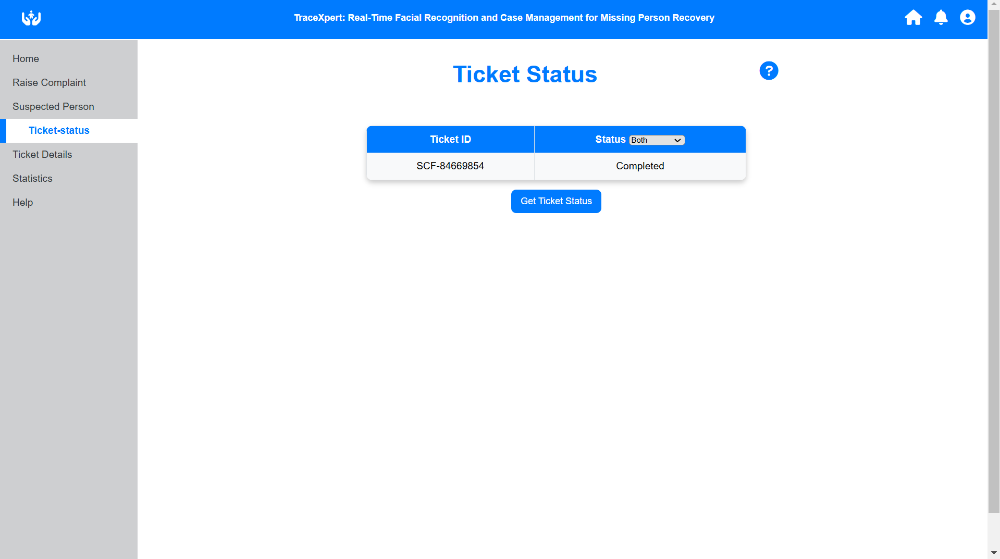 TraceXpert: Real-Time Facial Recognition and Case Management for Missing Person Recovery
Home
Raise Complaint
Suspected Person
Ticket-status
Ticket Details
Statistics
Help
Ticket Status
?
Ticket ID
Status Both
SCF-84669854
Completed
Get Ticket Status